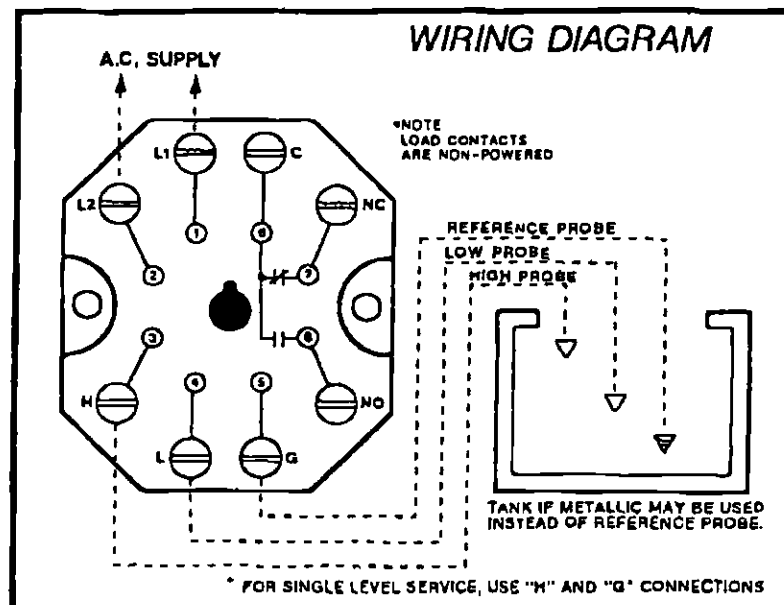 WIRING DIAGRAM
A.C, SUPPLY
*NOTE
LOAD CONTACTS
ARE NON-POWERED
L1
C
L2
NC
1
6
2
7
REFERENCE PROBE
LOW PROBE
HIGH PROBE
3
8
4
5
H
NO
L
G
TANK IF METALLIC MAY BE USED
INSTEAD OF REFERENCE PROBE.
* FOR SINGLE LEVEL SERVICE, USE "H" AND "G" CONNECTIONS